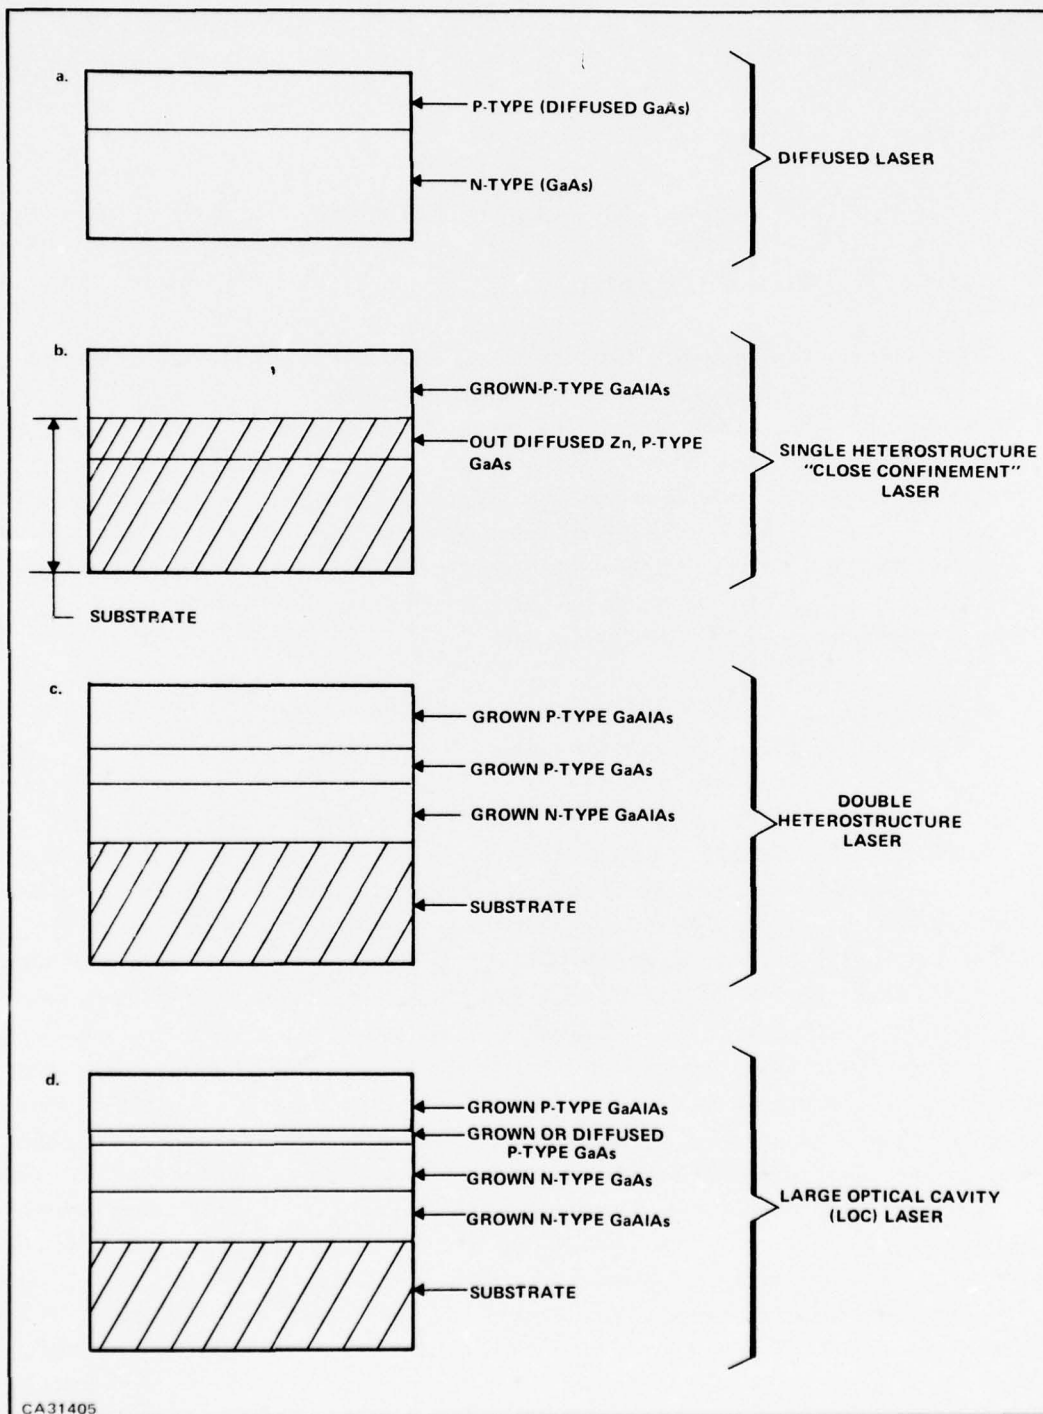 a.
P-TYPE (DIFFUSED GaAs)
N-TYPE (GaAs)
DIFFUSED LASER
b.
GROWN-P-TYPE GaAlAs
OUT DIFFUSED Zn, P-TYPE
GaAs
SUBSTRATE
SINGLE HETEROSTRUCTURE
"CLOSE CONFINEMENT"
LASER
c.
GROWN P-TYPE GaAlAs
GROWN P-TYPE GaAs
GROWN N-TYPE GaAlAs
SUBSTRATE
DOUBLE
HETEROSTRUCTURE
LASER
d.
GROWN P-TYPE GaAlAs
GROWN OR DIFFUSED
P-TYPE GaAs
GROWN N-TYPE GaAs
GROWN N-TYPE GaAlAs
SUBSTRATE
LARGE OPTICAL CAVITY
(LOC) LASER
CA31405